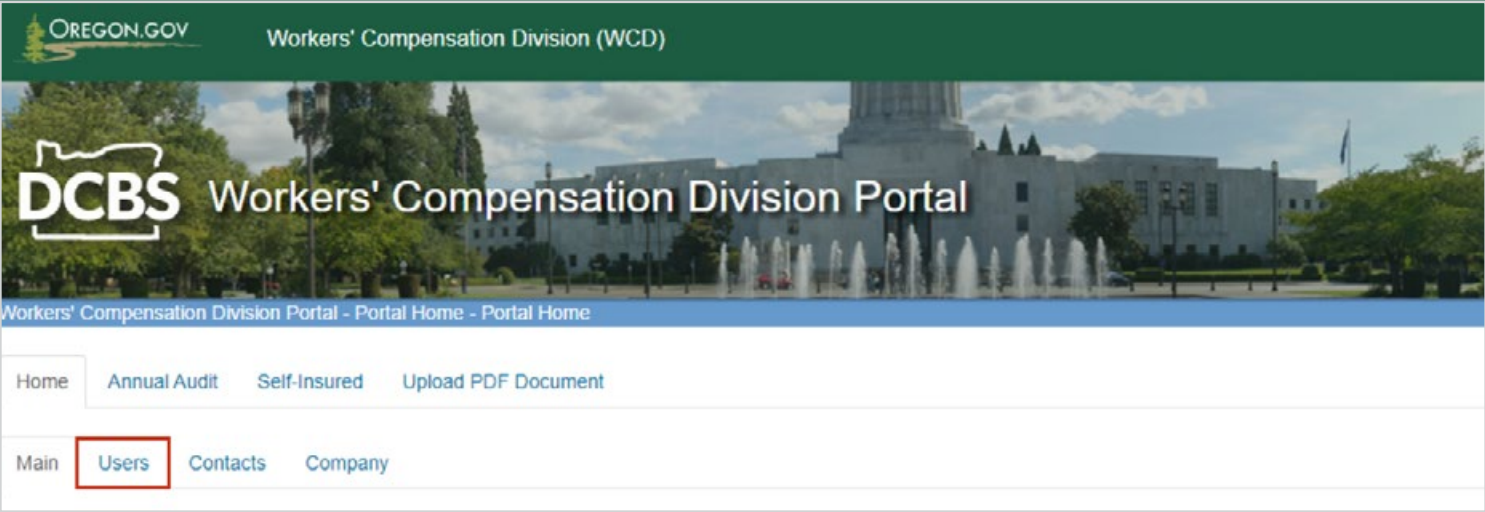 OREGON.GOV Workers' Compensation Division (WCD)
DCBS Workers' Compensation Division Portal
Workers' Compensation Division Portal - Portal Home - Portal Home
Home Annual Audit Self-Insured Upload PDF Document
Main Users Contacts Company